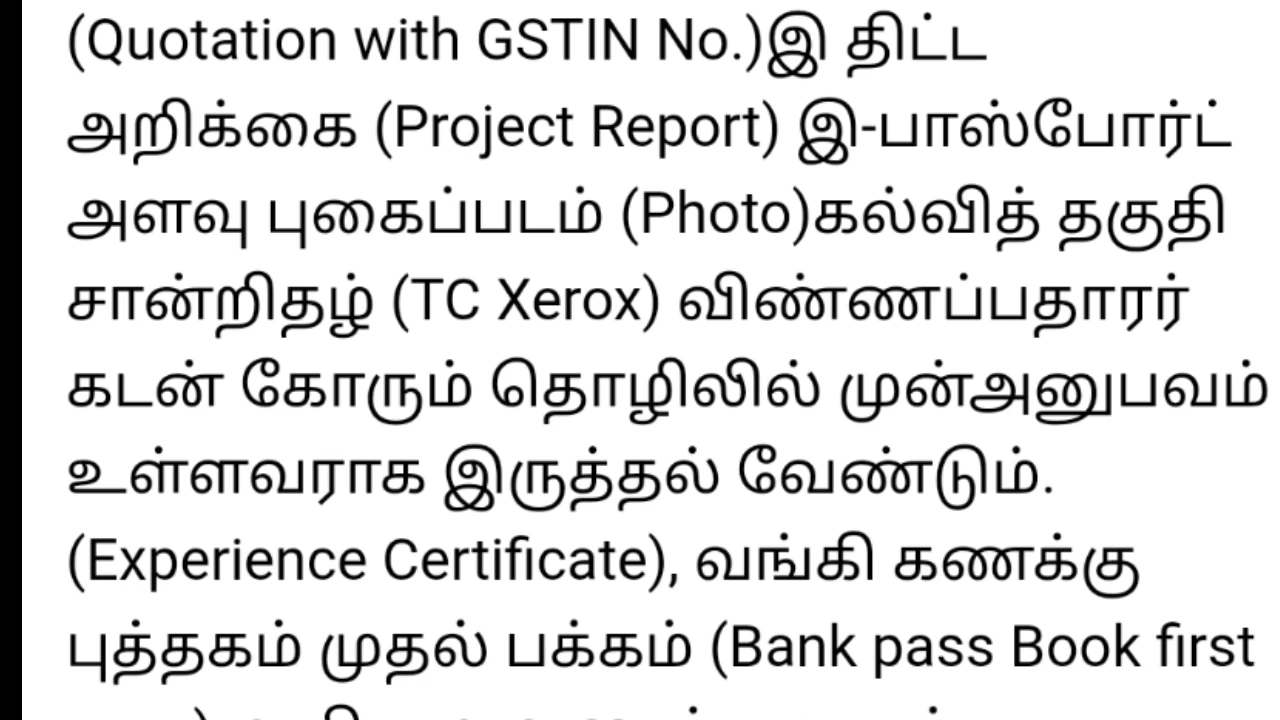 (Quotation with GSTIN No.)இ திட்ட
அறிக்கை (Project Report) இ-பாஸ்போர்ட்
அளவு புகைப்படம் (Photo)கல்வித் தகுதி
சான்றிதழ் (TC Xerox) விண்ணப்பதாரர்
கடன் கோரும் தொழிலில் முன்அனுபவம்
உள்ளவராக இருத்தல் வேண்டும்.
(Experience Certificate), வங்கி கணக்கு
புத்தகம் முதல் பக்கம் (Bank pass Book first